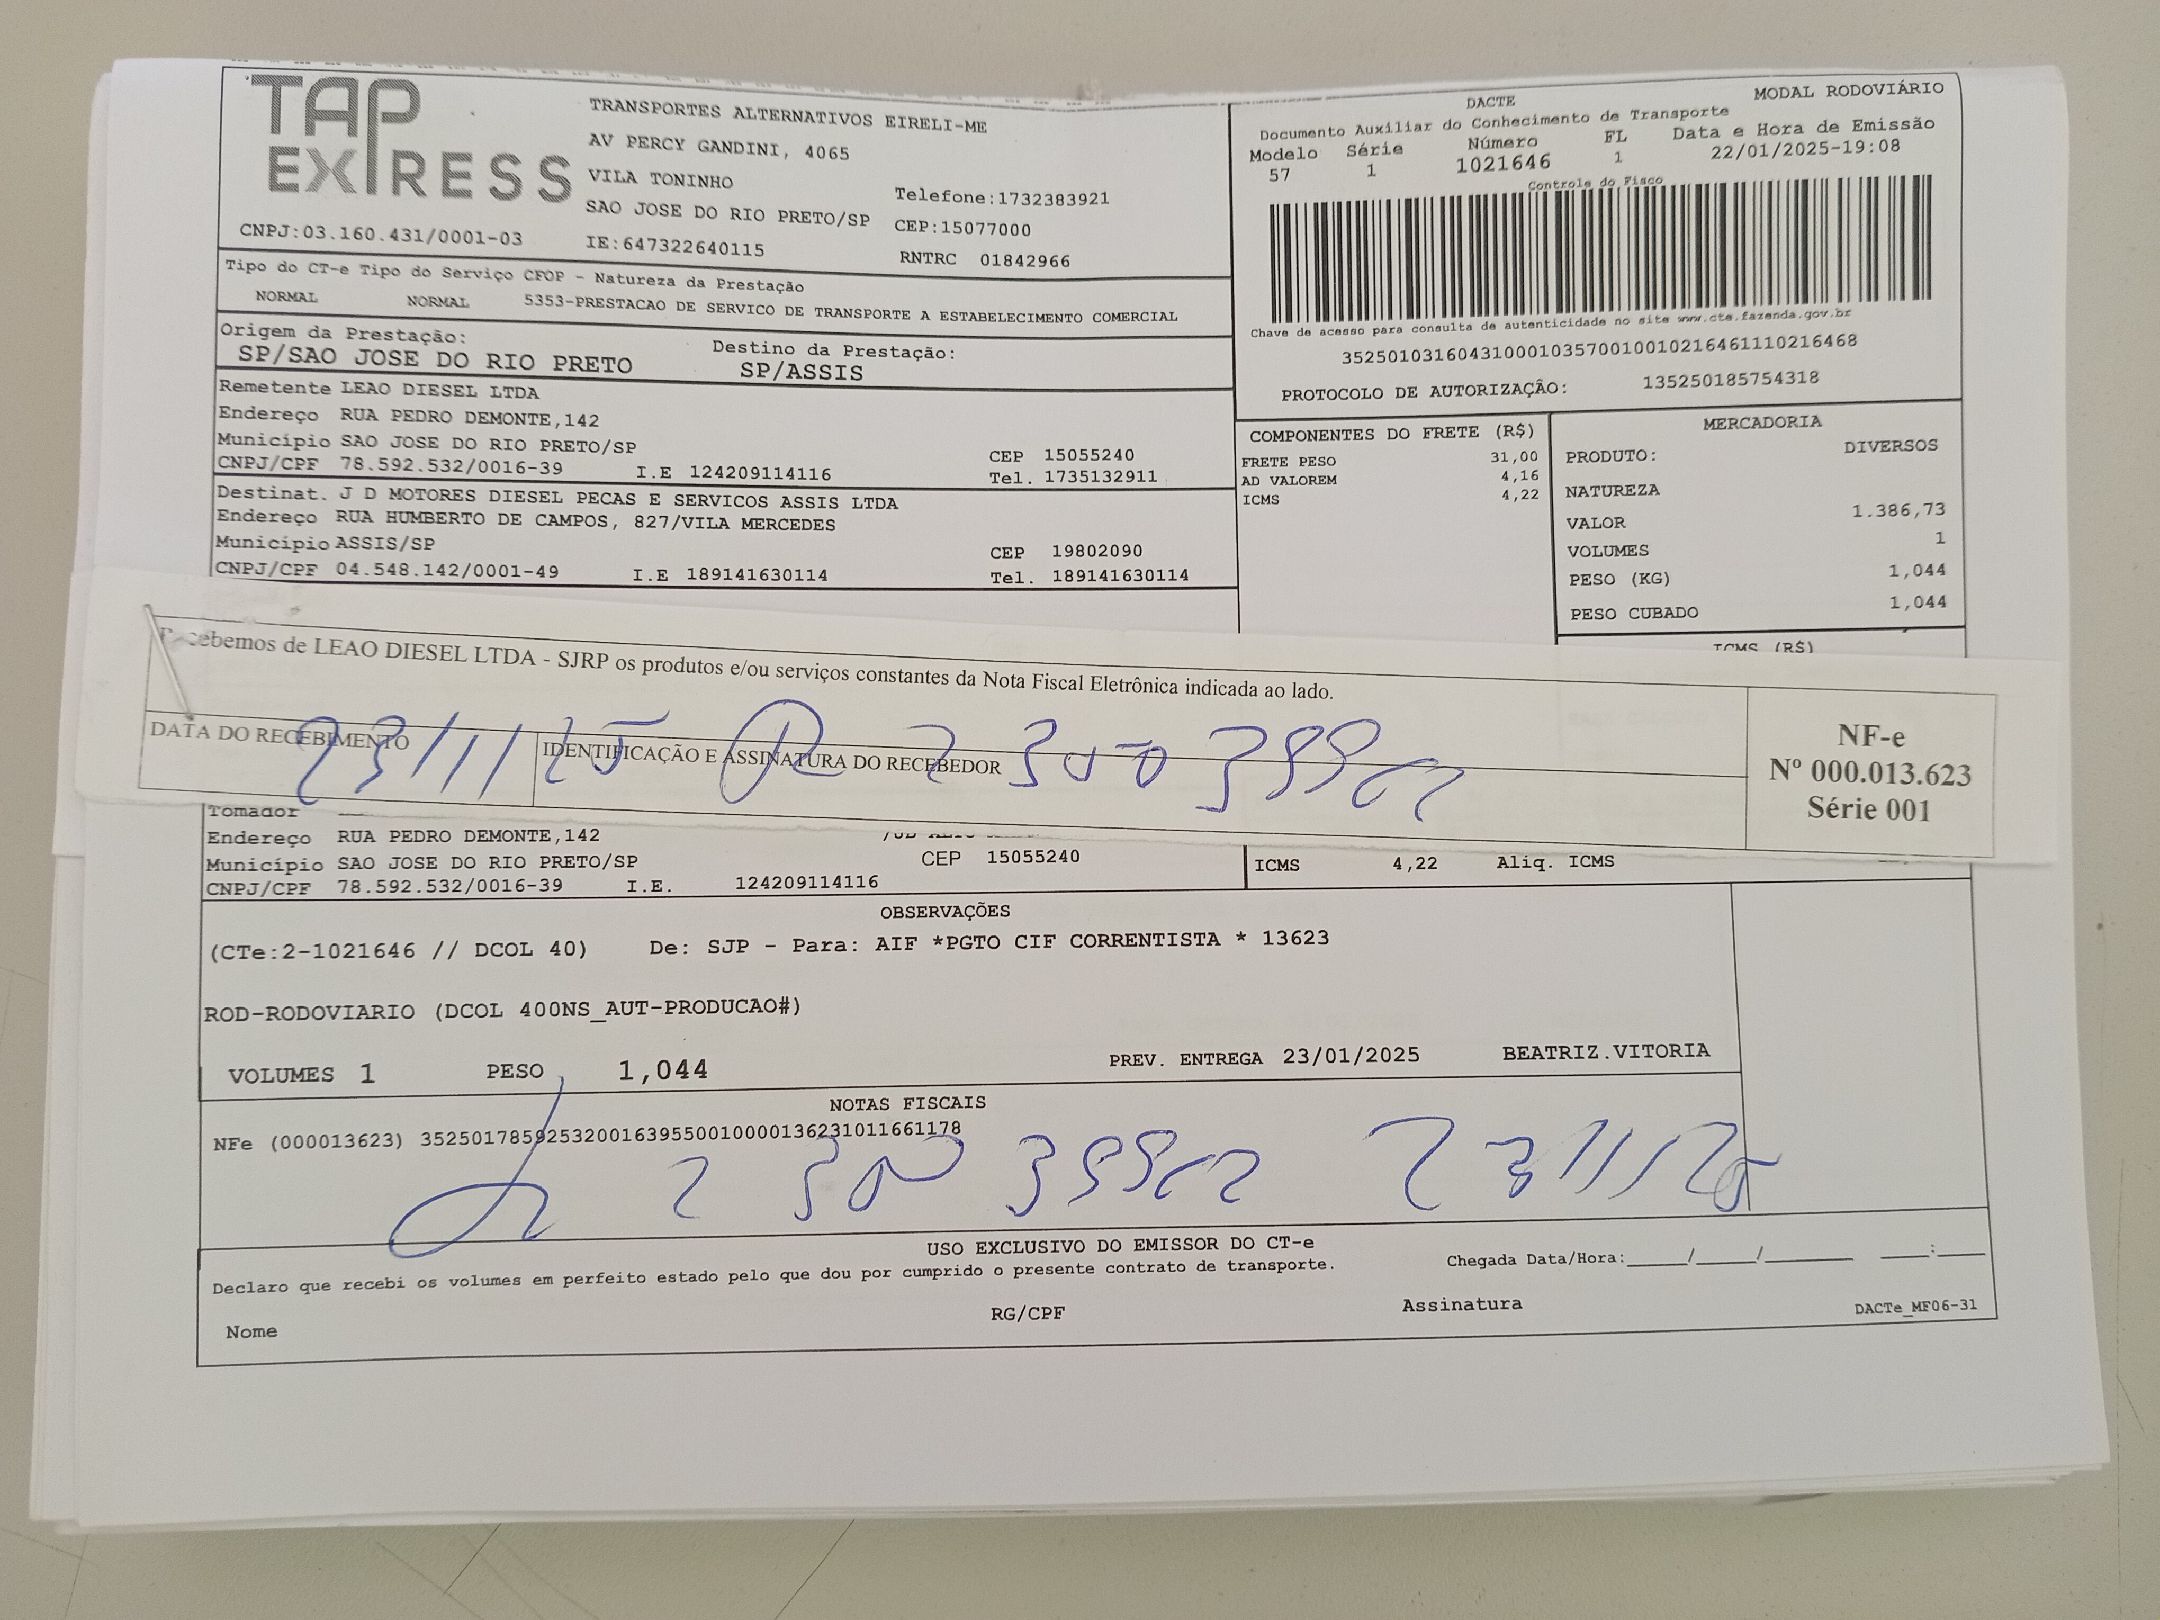 TAP EXPRESS
TRANSPORTES ALTERNATIVOS EIRELI-ME
AV PERCY GANDINI, 4065
VILA TONINHO
Telefone:1732383921
SAO JOSE DO RIO PRETO/SP CEP:15077000
CNPJ:03.160.431/0001-03 IE:647322640115 RNTRC 01842966
MODAL RODOVIÁRIO
DACTE
Documento Auxiliar do Conhecimento de Transporte
Modelo Série Número FL Data e Hora de Emissão
57 1 1021646 1 22/01/2025-19:08
Controle do Fisco
Chave de acesso para consulta de autenticidade no site www.cte.fazenda.gov.br
35250103160431000103570010010216461110216468
PROTOCOLO DE AUTORIZAÇÃO: 135250185754318
Tipo do CT-e Tipo do Serviço CFOP - Natureza da Prestação
NORMAL NORMAL 5353-PRESTACAO DE SERVICO DE TRANSPORTE A ESTABELECIMENTO COMERCIAL
Origem da Prestação: Destino da Prestação:
SP/SAO JOSE DO RIO PRETO SP/ASSIS
Remetente LEAO DIESEL LTDA
Endereço RUA PEDRO DEMONTE,142
Município SAO JOSE DO RIO PRETO/SP CEP 15055240
CNPJ/CPF 78.592.532/0016-39 I.E 124209114116 Tel. 1735132911
Destinat. J D MOTORES DIESEL PECAS E SERVICOS ASSIS LTDA
Endereço RUA HUMBERTO DE CAMPOS, 827/VILA MERCEDES
Município ASSIS/SP CEP 19802090
CNPJ/CPF 04.548.142/0001-49 I.E 189141630114 Tel. 189141630114
COMPONENTES DO FRETE (R$)
FRETE PESO 31,00
AD VALOREM 4,16
ICMS 4,22
MERCADORIA
PRODUTO: DIVERSOS
NATUREZA
VALOR 1.386,73
VOLUMES 1
PESO (KG) 1,044
PESO CUBADO 1,044
ICMS (R$)
Recebemos de LEAO DIESEL LTDA - SJRP os produtos e/ou serviços constantes da Nota Fiscal Eletrônica indicada ao lado.
DATA DO RECEBIMENTO IDENTIFICAÇÃO E ASSINATURA DO RECEBEDOR
23/1/25
NF-e
Nº 000.013.623
Série 001
Tomador
Endereço RUA PEDRO DEMONTE,142
Município SAO JOSE DO RIO PRETO/SP CEP 15055240
CNPJ/CPF 78.592.532/0016-39 I.E. 124209114116
ICMS 4,22 Aliq. ICMS
OBSERVAÇÕES
(CTe:2-1021646 // DCOL 40) De: SJP - Para: AIF *PGTO CIF CORRENTISTA * 13623
ROD-RODOVIARIO (DCOL 400NS_AUT-PRODUCAO#)
VOLUMES 1 PESO 1,044 PREV. ENTREGA 23/01/2025 BEATRIZ.VITORIA
NOTAS FISCAIS
NFe (000013623) 35250178592532001639550010000136231011661178
23/1/25
USO EXCLUSIVO DO EMISSOR DO CT-e
Declaro que recebi os volumes em perfeito estado pelo que dou por cumprido o presente contrato de transporte. Chegada Data/Hora:_____/_____/_______ ____:____
Nome RG/CPF Assinatura DACTe_MF06-31